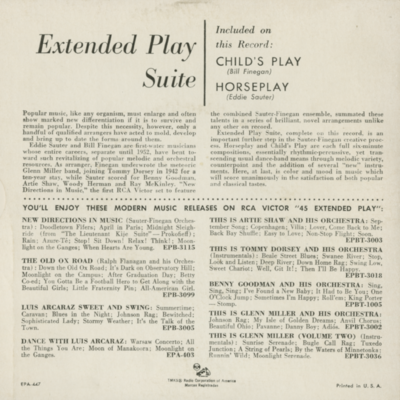 Extended Play
Suite
Included on
this Record:
CHILD'S PLAY
(Bill Finegan)
HORSEPLAY
(Eddie Sauter)
Popular music, like any organism, must enlarge and often
show marked new differentiation if it is to survive and
remain popular. Despite this necessity, however, only a
handful of qualified arrangers have acted to mold, develop
and bring up to date the forms around them.
Eddie Sauter and Bill Finegan are first-water musicians
whose entire careers, separate until 1952, have been bent to-
ward such revitalizing of popular melody and orchestral
resources. As arranger, Finegan underwrote the meteoric
Glenn Miller band, joining Tommy Dorsey in 1942 for a
ten-year stay, while Sauter scored for Benny Goodman,
Artie Shaw, Woody Herman and Ray McKinley. "New
Directions in Music," the first RCA Victor set to feature
the combined Sauter-Finegan ensemble, annotated these
talents in a series of brilliant, novel arrangements unlike
any other on record.
Extended Play Suite, complete on this record, is an
important further step in the Sauter-Finegan creative proc-
ess. Horseplay and Child's Play are each full six-minute
compositions, essentially rhythmic-percussive, yet tran-
scending usual dance-band means through melodic variety,
counterpoint and the addition of several "new" instru-
ments. Here, at last, is color and mood in music which
will wear numerously in the satisfaction of both popular
and classical tastes.
YOU'LL ENJOY THESE MODERN MUSIC RELEASES ON RCA VICTOR "45 EXTENDED PLAY":
NEW DIRECTIONS IN MUSIC (Sauter-Finegan Orches-
tra): Doodletown Fifers; April in Paris; Midnight Sleigh-
ride (from "The Lieutenant Kije Suite"—Prokofieff);
Rain; Azure-Té; Stop! Sit Down! Relax! Think!; Moon-
light on the Ganges; When Hearts Are Young. EPB-3115
THE OLD OX ROAD (Ralph Flanagan and his Orches-
tra): Down the Old Ox Road; It's Dark on Observatory Hill;
Moonlight on the Campus; After Graduation Day; Betty
Coed; You Gotta Be a Football Hero to Get Along with the
Beautiful Girls; Little Fraternity Pin; All-American Girl.
EPB-3099
LUIS ARCARAZ SWEET AND SWING: Summertime;
Caravan; Blues in the Night; Johnson Rag; Bewitched;
Sophisticated Lady; Stormy Weather; It's the Talk of the
Town. EPB-3005
DANCE WITH LUIS ARCARAZ: Warsaw Concerto; All
the Things You Are; Moon of Manakoora; Moonlight on
the Ganges. EPA-403
THIS IS ARTIE SHAW AND HIS ORCHESTRA: Sep-
tember Song; Copenhagen; Vilia; Lover, Come Back to Me;
Back Bay Shuffle; Easy to Love; Non-Stop Flight; Soon.
EPBT-3003
THIS IS TOMMY DORSEY AND HIS ORCHESTRA
(Instrumentals): Beale Street Blues; Swanee River; Stop,
Look and Listen; Deep River; Down Home Rag; Swing Low,
Sweet Chariot; Well, Git It!; Then I'll Be Happy.
EPBT-3018
BENNY GOODMAN AND HIS ORCHESTRA: Sing,
Sing, Sing; I've Found a New Baby; It Had to Be You; One
O'Clock Jump; Sometimes I'm Happy; Roll'em; King Porter
—Stomp. EPBT-1005
THIS IS GLENN MILLER AND HIS ORCHESTRA:
Johnson Rag; My Isle of Golden Dreams; Anvil Chorus;
Beautiful Ohio; Pavanne; Danny Boy; Adios. EPBT-3002
THIS IS GLENN MILLER (VOLUME TWO) (Instru-
mentals): Sunrise Serenade; Bugle Call Rag; Tuxedo
Junction; A String of Pearls; By the Waters of Minnetonka;
Runnin' Wild; Moonlight Serenade. EPBT-3036
EPA-447
Radio Corporation of America
Printed in U. S. A.